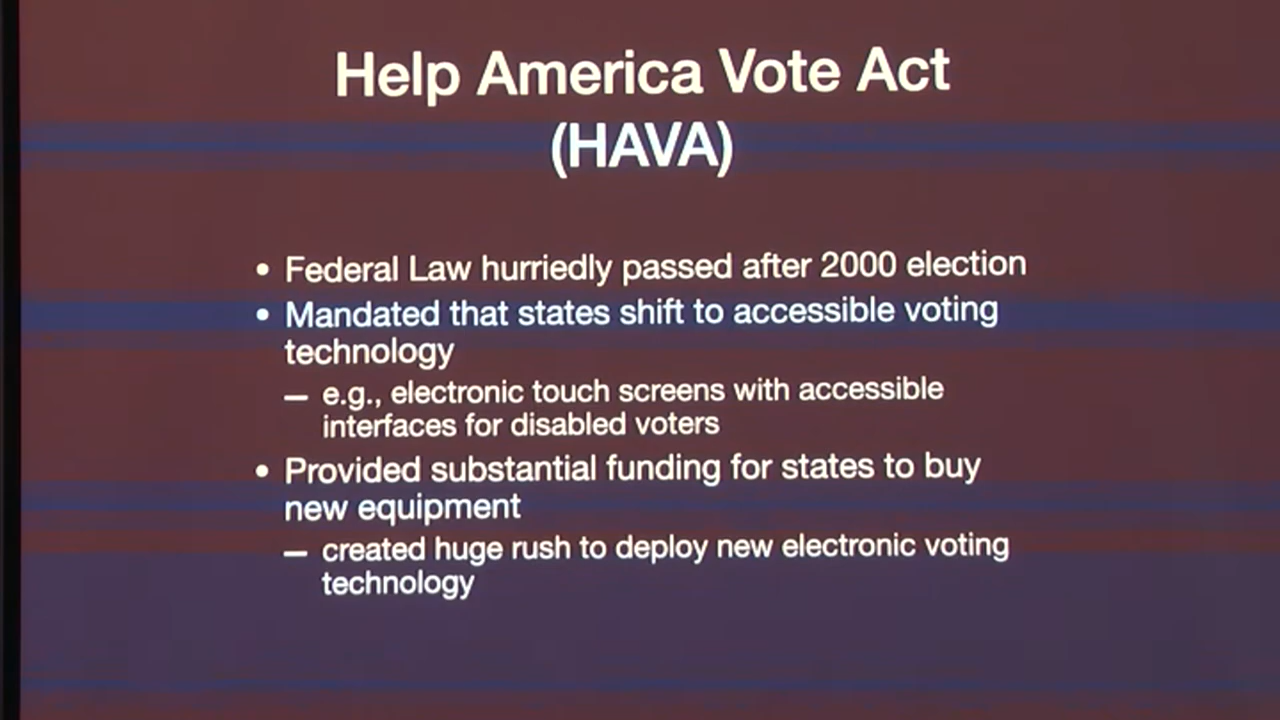 Help America Vote Act
(HAVA)
• Federal Law hurriedly passed after 2000 election
• Mandated that states shift to accessible voting
technology
— e.g., electronic touch screens with accessible
interfaces for disabled voters
• Provided substantial funding for states to buy
new equipment
— created huge rush to deploy new electronic voting
technology